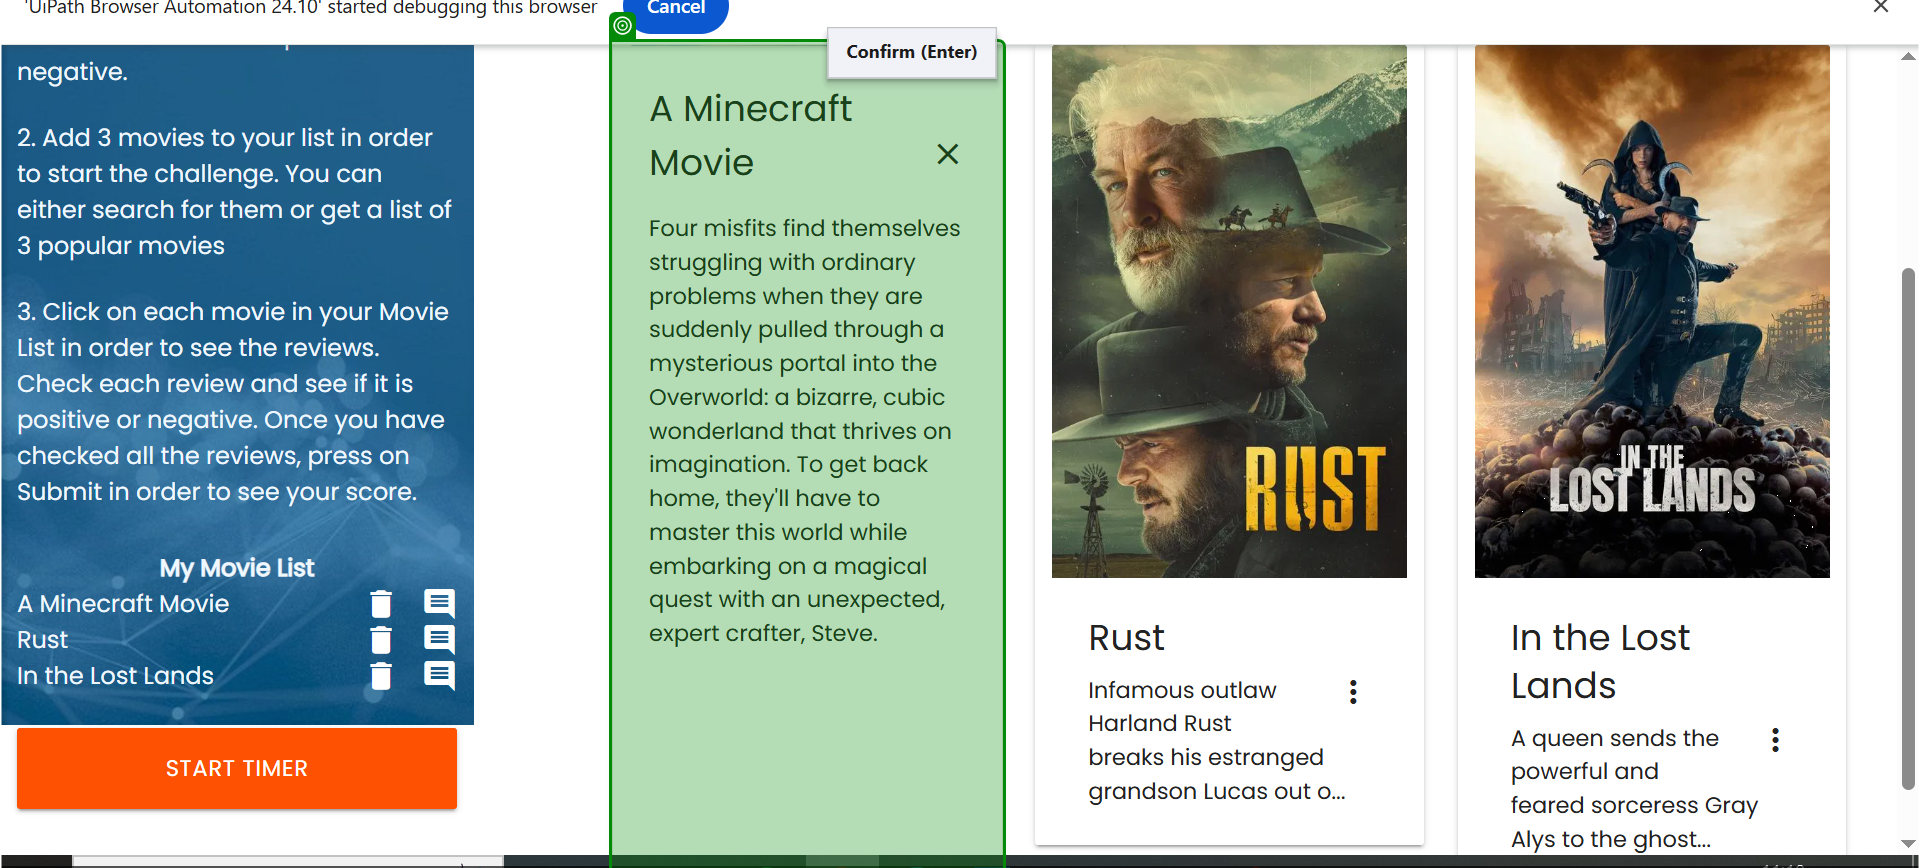 'UiPath Browser Automation 24.10' started debugging this browser
Cancel
Confirm (Enter)
negative.
2. Add 3 movies to your list in order
to start the challenge. You can
either search for them or get a list of
3 popular movies
3. Click on each movie in your Movie
List in order to see the reviews.
Check each review and see if it is
positive or negative. Once you have
checked all the reviews, press on
Submit in order to see your score.
My Movie List
A Minecraft Movie
Rust
In the Lost Lands
START TIMER
A Minecraft
Movie
Four misfits find themselves
struggling with ordinary
problems when they are
suddenly pulled through a
mysterious portal into the
Overworld: a bizarre, cubic
wonderland that thrives on
imagination. To get back
home, they'll have to
master this world while
embarking on a magical
quest with an unexpected,
expert crafter, Steve.
RUST
Rust
Infamous outlaw
Harland Rust
breaks his estranged
grandson Lucas out o...
IN THE
LOST LANDS
In the Lost
Lands
A queen sends the
powerful and
feared sorceress Gray
Alys to the ghost...